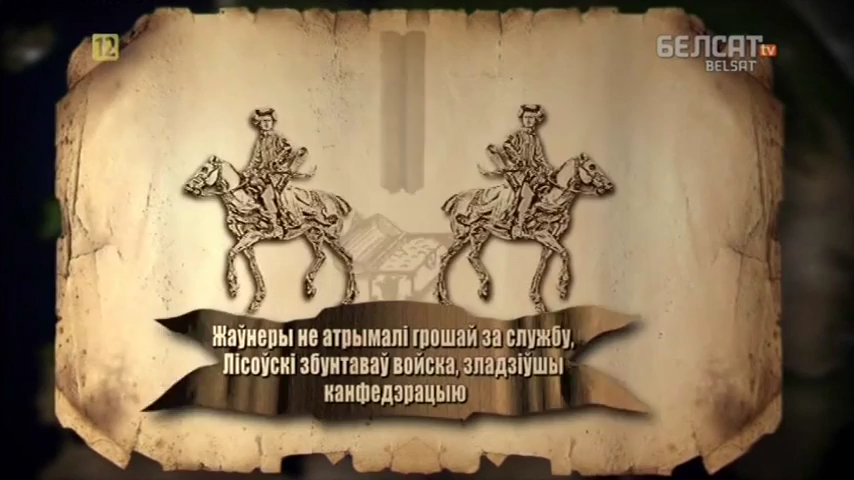 12
БЕЛСАТ tv
BELSAT
Жаўнеры не атрымалі грошай за службу,
Лісоўскі збунтаваў войска, зладзіўшы
канфедэрацыю